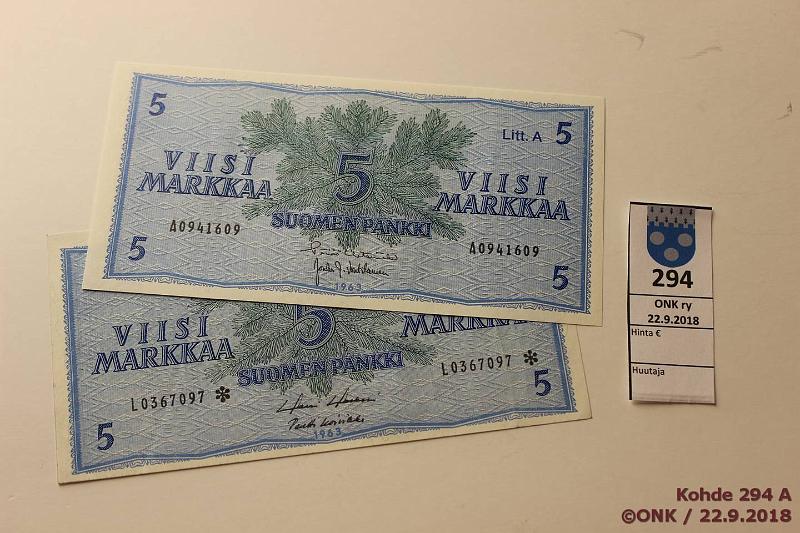 5
Litt. A 5
5
VIISI
MARKKAA
VIISI
MARKKAA
SUOMEN PANKKI
A0941609
A0941609
5
5
1963
5
VIISI
MARKKAA
MARKKAA
SUOMEN PANKKI
L0367097 *
L0367097 *
5
5
1963
294
ONK ry
22.9.2018
Hinta €
Huutaja
Kohde 294 A
©ONK / 22.9.2018